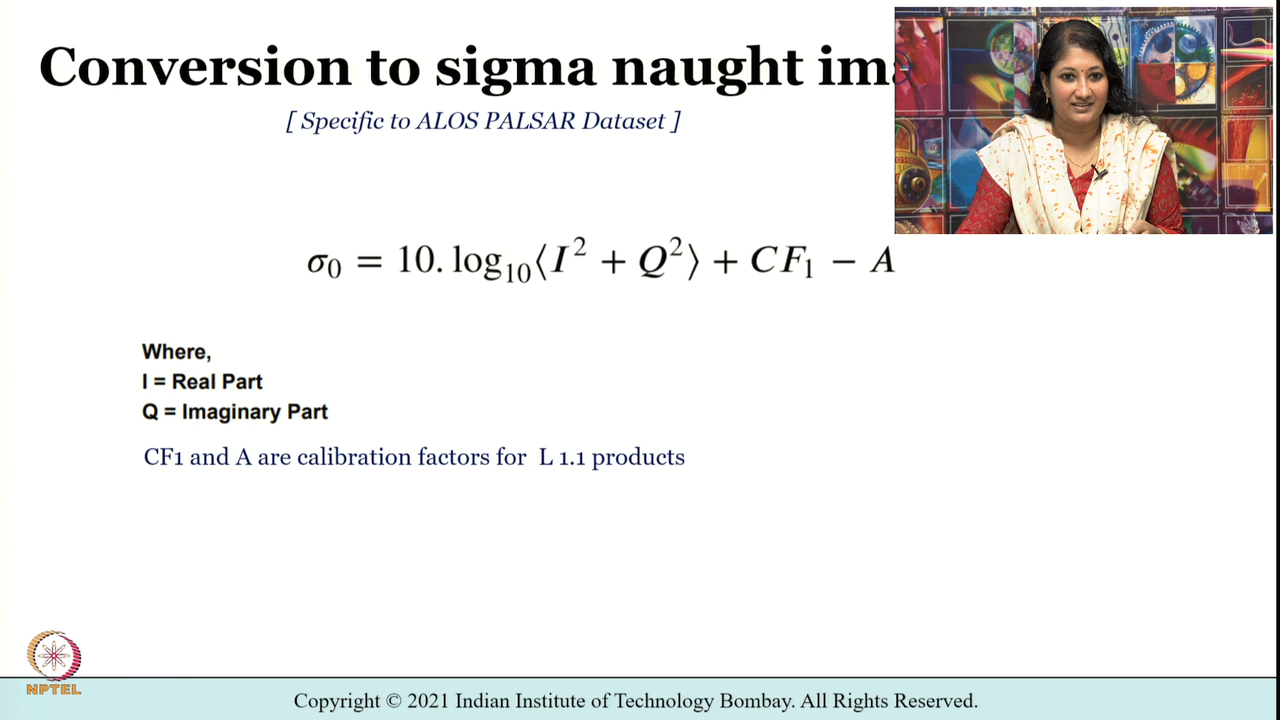 Conversion to sigma naught im
[ Specific to ALOS PALSAR Dataset ]
σ₀ = 10. log₁₀⟨I² + Q²⟩ + CF₁ − A
Where,
I = Real Part
Q = Imaginary Part
CF1 and A are calibration factors for L 1.1 products
NPTEL
Copyright © 2021 Indian Institute of Technology Bombay. All Rights Reserved.